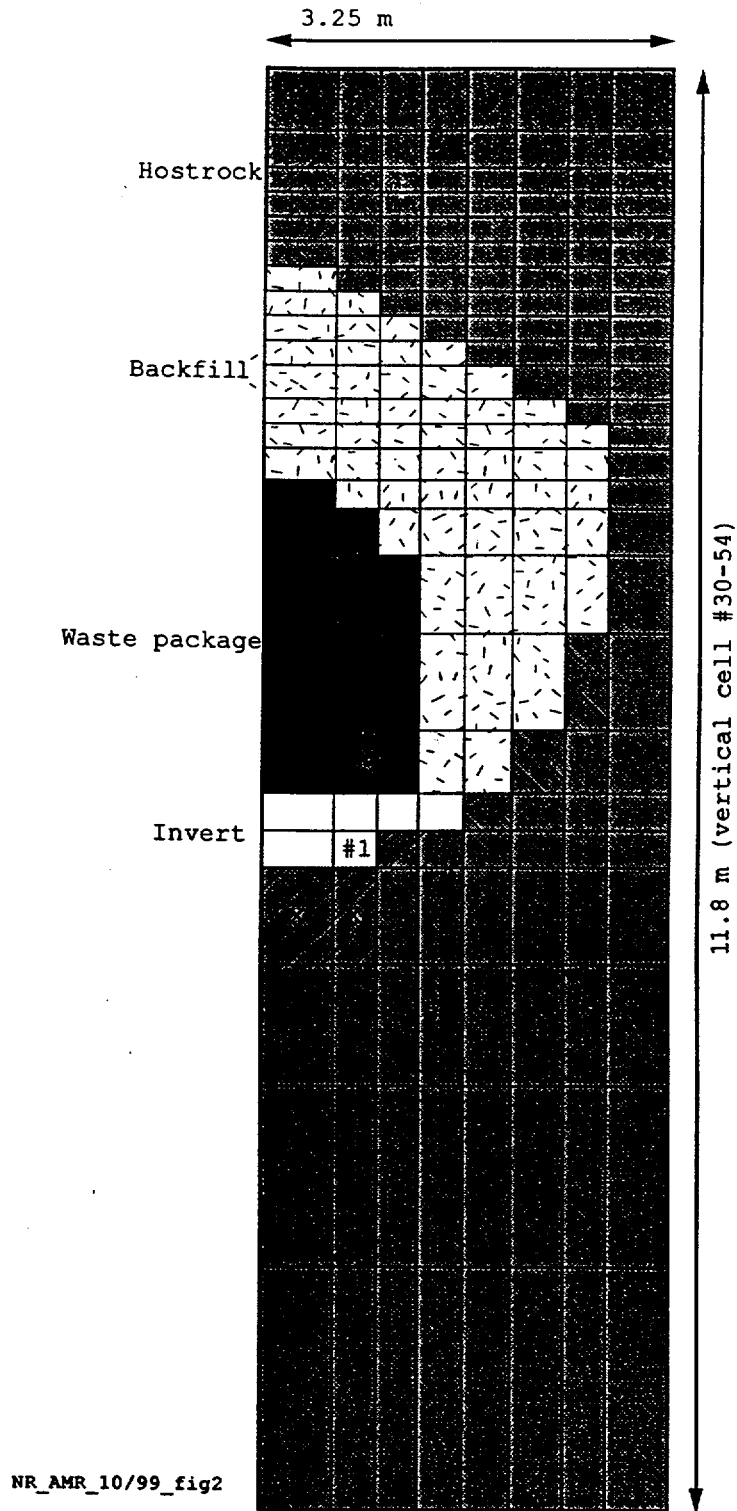 3.25 m
Hostrock
Backfill
Waste package
Invert
#1
11.8 m (vertical cell #30-54)
NR_AMR_10/99_fig2